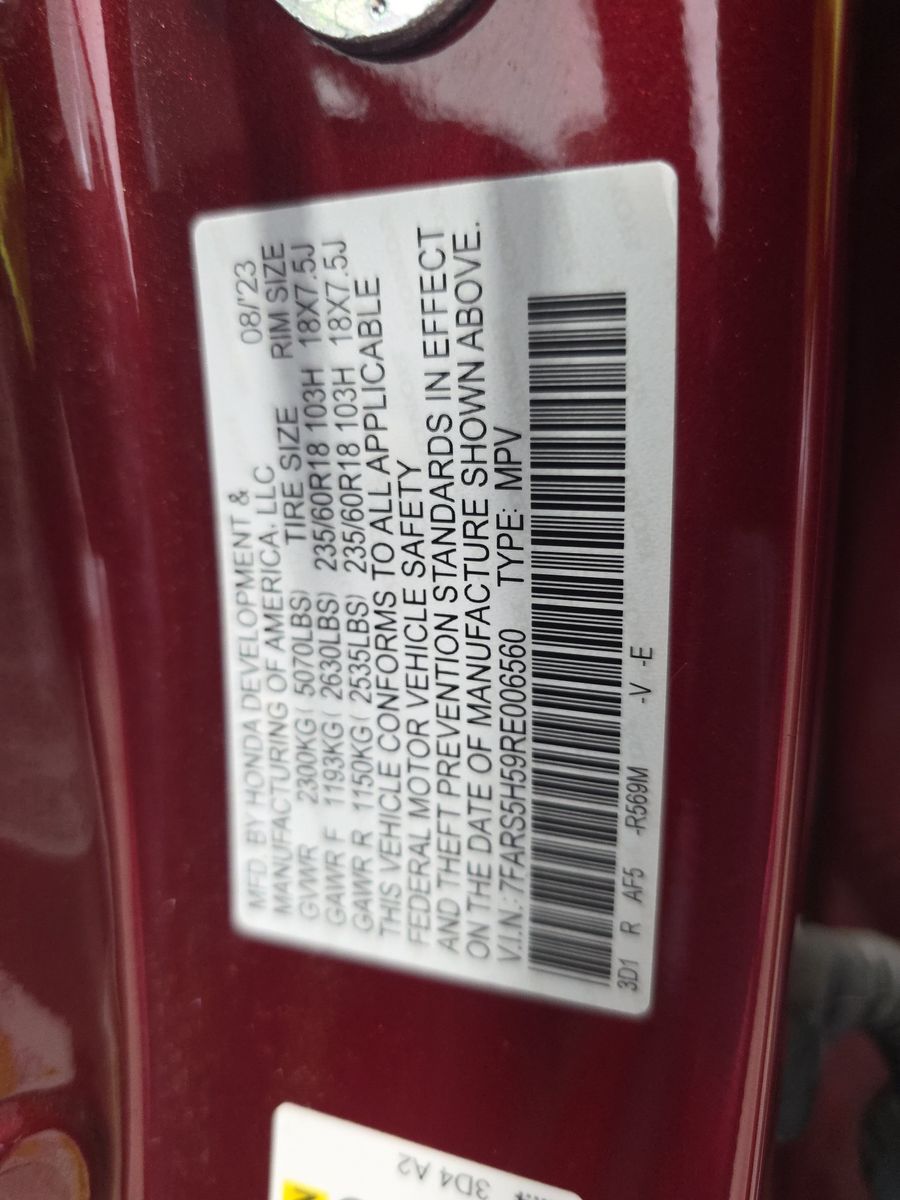 MFD. BY HONDA DEVELOPMENT &
MANUFACTURING OF AMERICA, LLC 08/'23
GVWR 2300KG ( 5070LBS) TIRE SIZE RIM SIZE
GAWR F 1193KG ( 2630LBS) 235/60R18 103H 18X7.5J
GAWR R 1150KG ( 2535LBS) 235/60R18 103H 18X7.5J
THIS VEHICLE CONFORMS TO ALL APPLICABLE
FEDERAL MOTOR VEHICLE SAFETY
AND THEFT PREVENTION STANDARDS IN EFFECT
ON THE DATE OF MANUFACTURE SHOWN ABOVE.
V.I.N.: 7FARS5H59RE006560 TYPE: MPV
3D1 R AF5 -R569M -V -E
3D4 A2